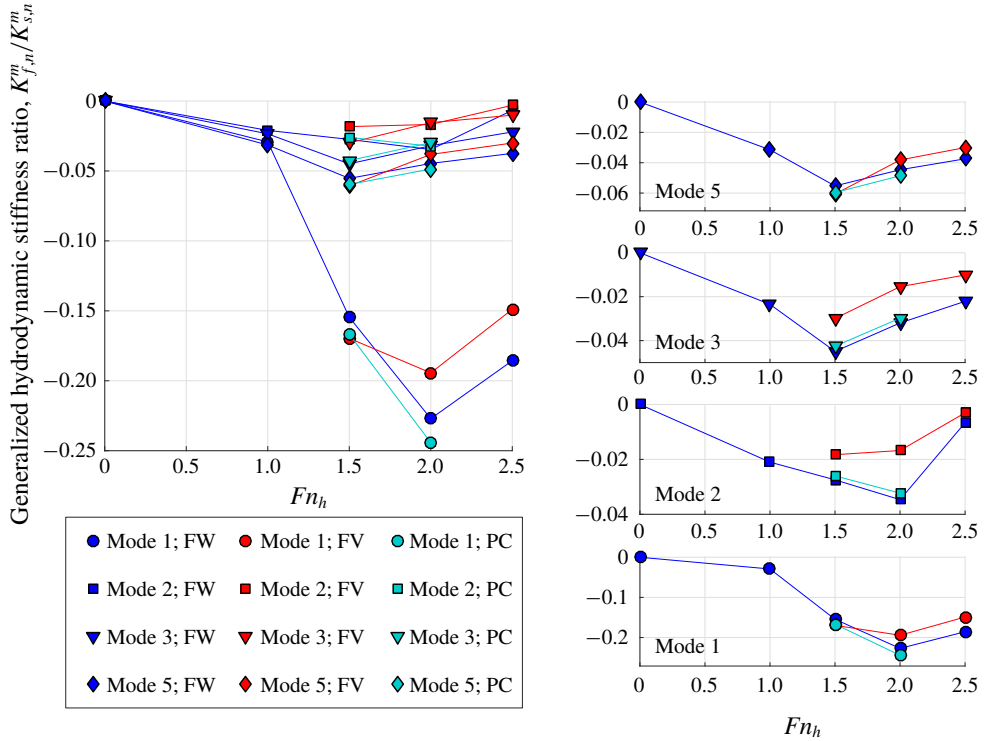 Generalized hydrodynamic stiffness ratio, K^m_{f,n}/K^m_{s,n}
0
−0.05
−0.10
−0.15
−0.20
−0.25
0 0.5 1.0 1.5 2.0 2.5
Fn_h
Mode 1; FW Mode 1; FV Mode 1; PC
Mode 2; FW Mode 2; FV Mode 2; PC
Mode 3; FW Mode 3; FV Mode 3; PC
Mode 5; FW Mode 5; FV Mode 5; PC
0
−0.02
−0.04
−0.06
Mode 5
0 0.5 1.0 1.5 2.0 2.5
0
−0.02
−0.04
Mode 3
0 0.5 1.0 1.5 2.0 2.5
0
−0.02
−0.04
Mode 2
0 0.5 1.0 1.5 2.0 2.5
0
−0.1
−0.2
Mode 1
0 0.5 1.0 1.5 2.0 2.5
Fn_h